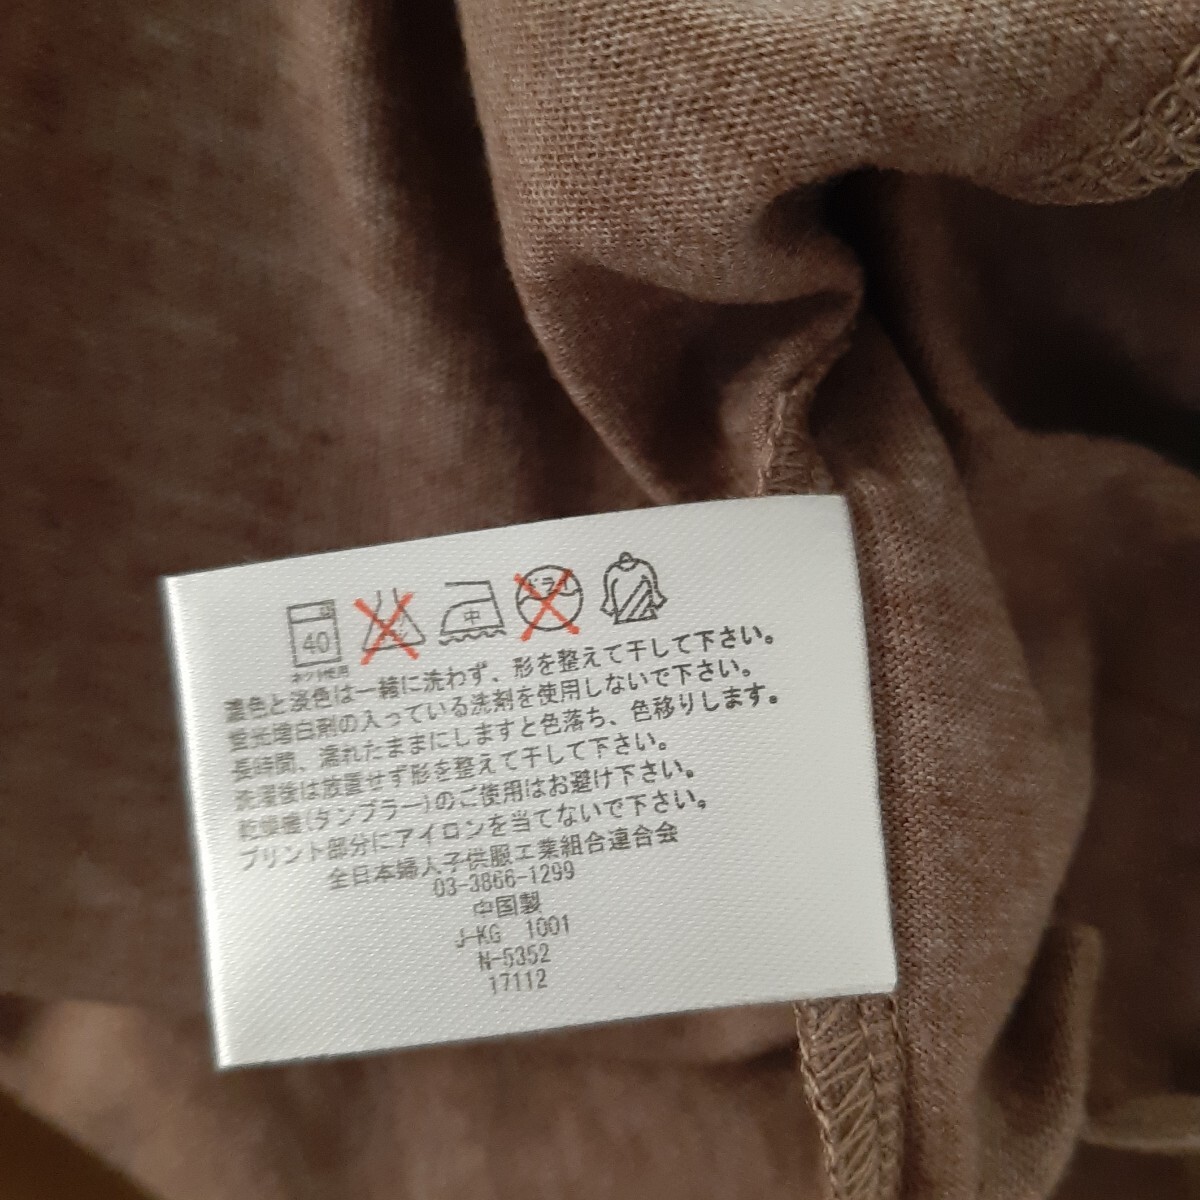 40
中
ドライ
ネット使用
濃色と淡色は一緒に洗わず、形を整えて干して下さい。
蛍光増白剤の入っている洗剤を使用しないで下さい。
長時間、濡れたままにしますと色落ち、色移りします。
洗濯後は放置せず形を整えて干して下さい。
乾燥機(タンブラー)のご使用はお避け下さい。
プリント部分にアイロンを当てないで下さい。
全日本婦人子供服工業組合連合会
03-3866-1299
中国製
J-KG 1001
N-5352
17112